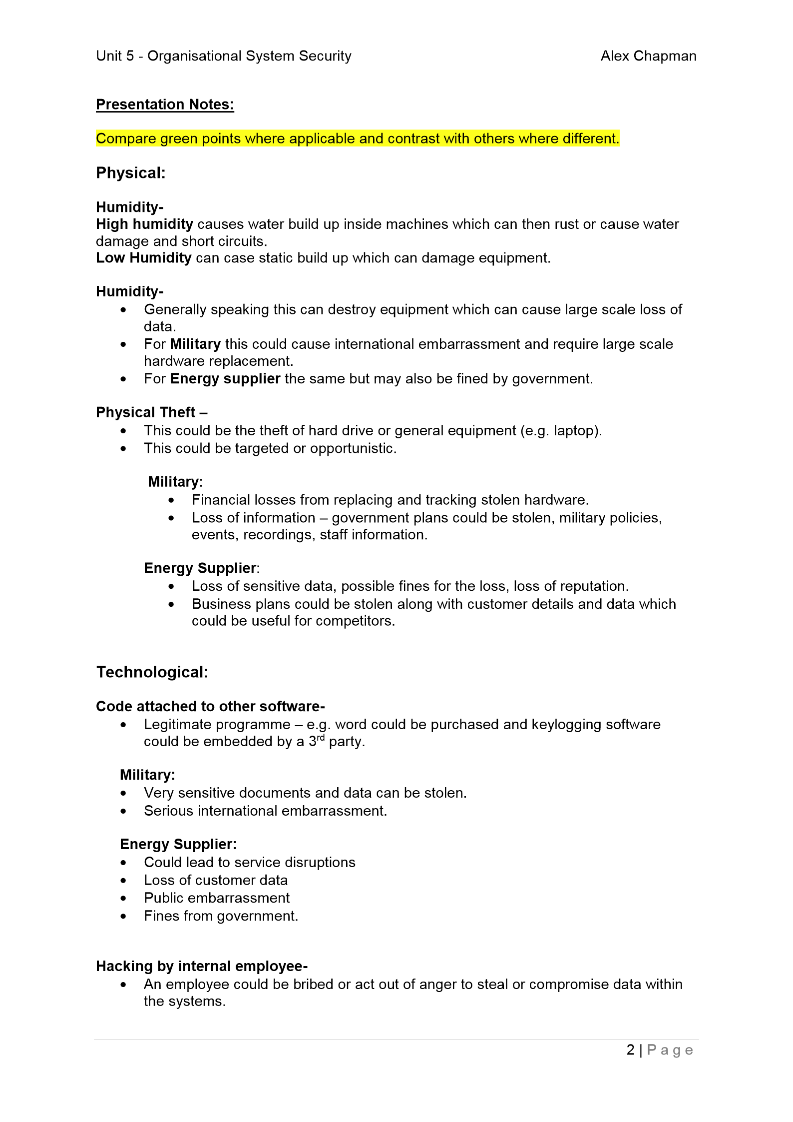 Unit 5 - Organisational System Security Alex Chapman
Presentation Notes:
Compare green points where applicable and contrast with others where different.
Physical:
Humidity-
High humidity causes water build up inside machines which can then rust or cause water
damage and short circuits.
Low Humidity can case static build up which can damage equipment.
Humidity-
• Generally speaking this can destroy equipment which can cause large scale loss of
data.
• For Military this could cause international embarrassment and require large scale
hardware replacement.
• For Energy supplier the same but may also be fined by government.
Physical Theft –
• This could be the theft of hard drive or general equipment (e.g. laptop).
• This could be targeted or opportunistic.
Military:
• Financial losses from replacing and tracking stolen hardware.
• Loss of information – government plans could be stolen, military policies,
events, recordings, staff information.
Energy Supplier:
• Loss of sensitive data, possible fines for the loss, loss of reputation.
• Business plans could be stolen along with customer details and data which
could be useful for competitors.
Technological:
Code attached to other software-
• Legitimate programme – e.g. word could be purchased and keylogging software
could be embedded by a 3rd party.
Military:
• Very sensitive documents and data can be stolen.
• Serious international embarrassment.
Energy Supplier:
• Could lead to service disruptions
• Loss of customer data
• Public embarrassment
• Fines from government.
Hacking by internal employee-
• An employee could be bribed or act out of anger to steal or compromise data within
the systems.
2 | Page